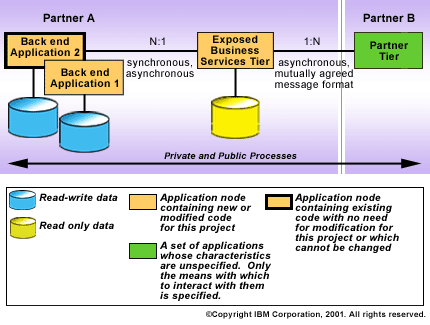 Partner A
Partner B
Back end
Application 2
Back end
Application 1
N:1
synchronous,
asynchronous
Exposed
Business
Services Tier
1:N
asynchronous,
mutually agreed
message format
Partner
Tier
Private and Public Processes
Read-write data
Read only data
Application node
containing new or
modified code
for this project
A set of applications
whose characteristics
are unspecified. Only
the means with which
to interact with them
is specified.
Application node
containing existing
code with no need
for modification for
this project or which
cannot be changed
©Copyright IBM Corporation, 2001. All rights reserved.